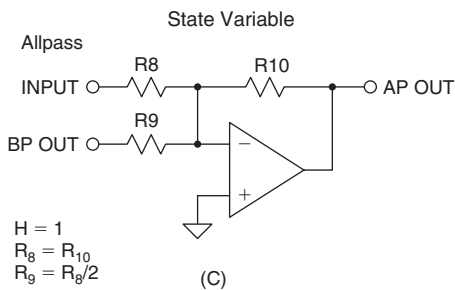 State Variable
Allpass
R8
R10
INPUT
AP OUT
R9
BP OUT
−
+
H = 1
R₈ = R₁₀
R₉ = R₈/2
(C)